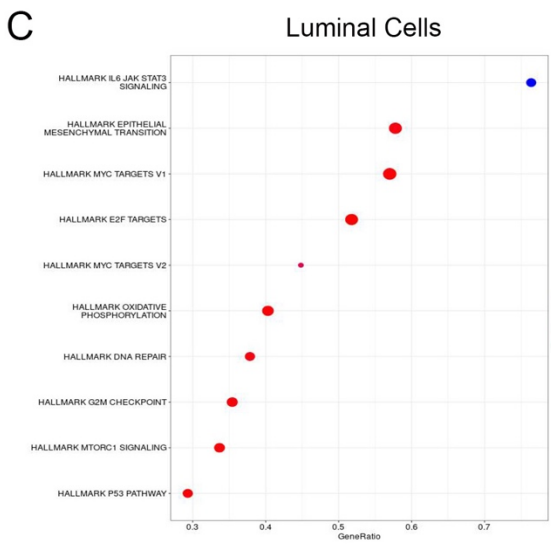 C
Luminal Cells
HALLMARK IL6 JAK STAT3
SIGNALING
HALLMARK EPITHELIAL
MESENCHYMAL TRANSITION
HALLMARK MYC TARGETS V1
HALLMARK E2F TARGETS
HALLMARK MYC TARGETS V2
HALLMARK OXIDATIVE
PHOSPHORYLATION
HALLMARK DNA REPAIR
HALLMARK G2M CHECKPOINT
HALLMARK MTORC1 SIGNALING
HALLMARK P53 PATHWAY
0.3 0.4 0.5 0.6 0.7
GeneRatio